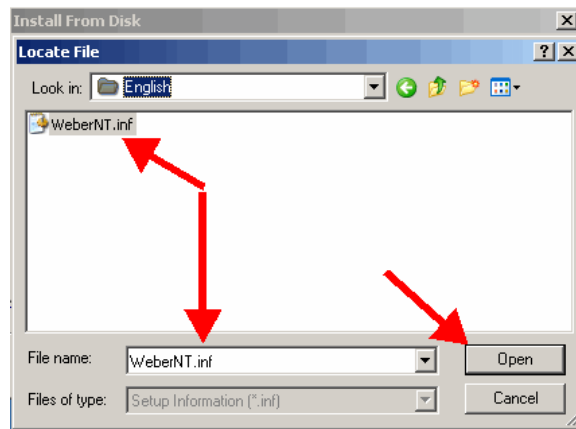 Install From Disk
Locate File
Look in: English
WeberNT.inf
File name: WeberNT.inf Open
Files of type: Setup Information (*.inf) Cancel